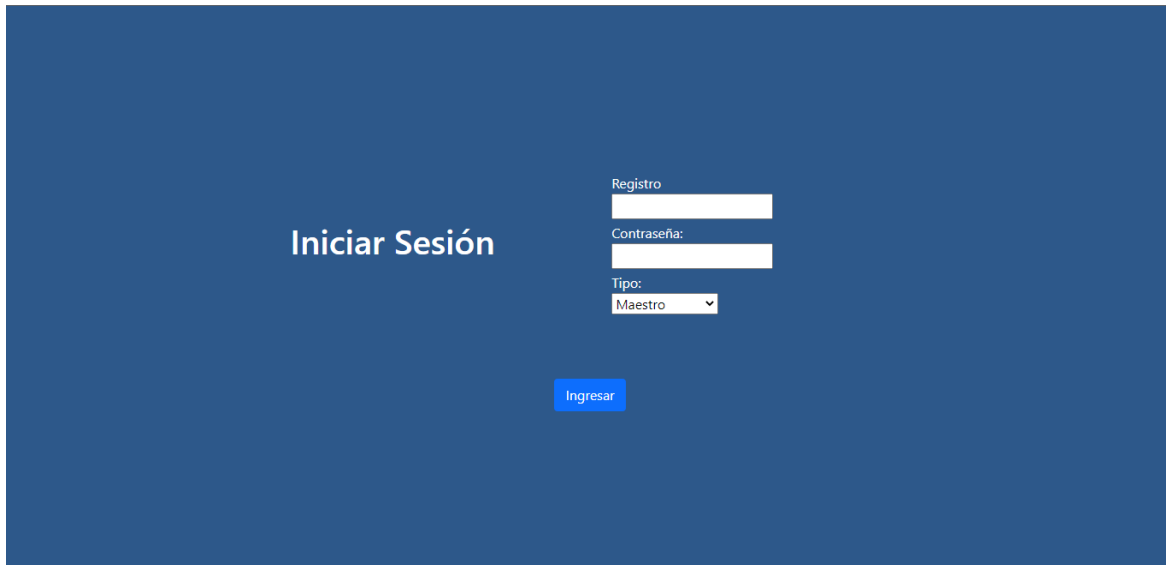 Iniciar Sesión
Registro
Contraseña:
Tipo:
Maestro
Ingresar